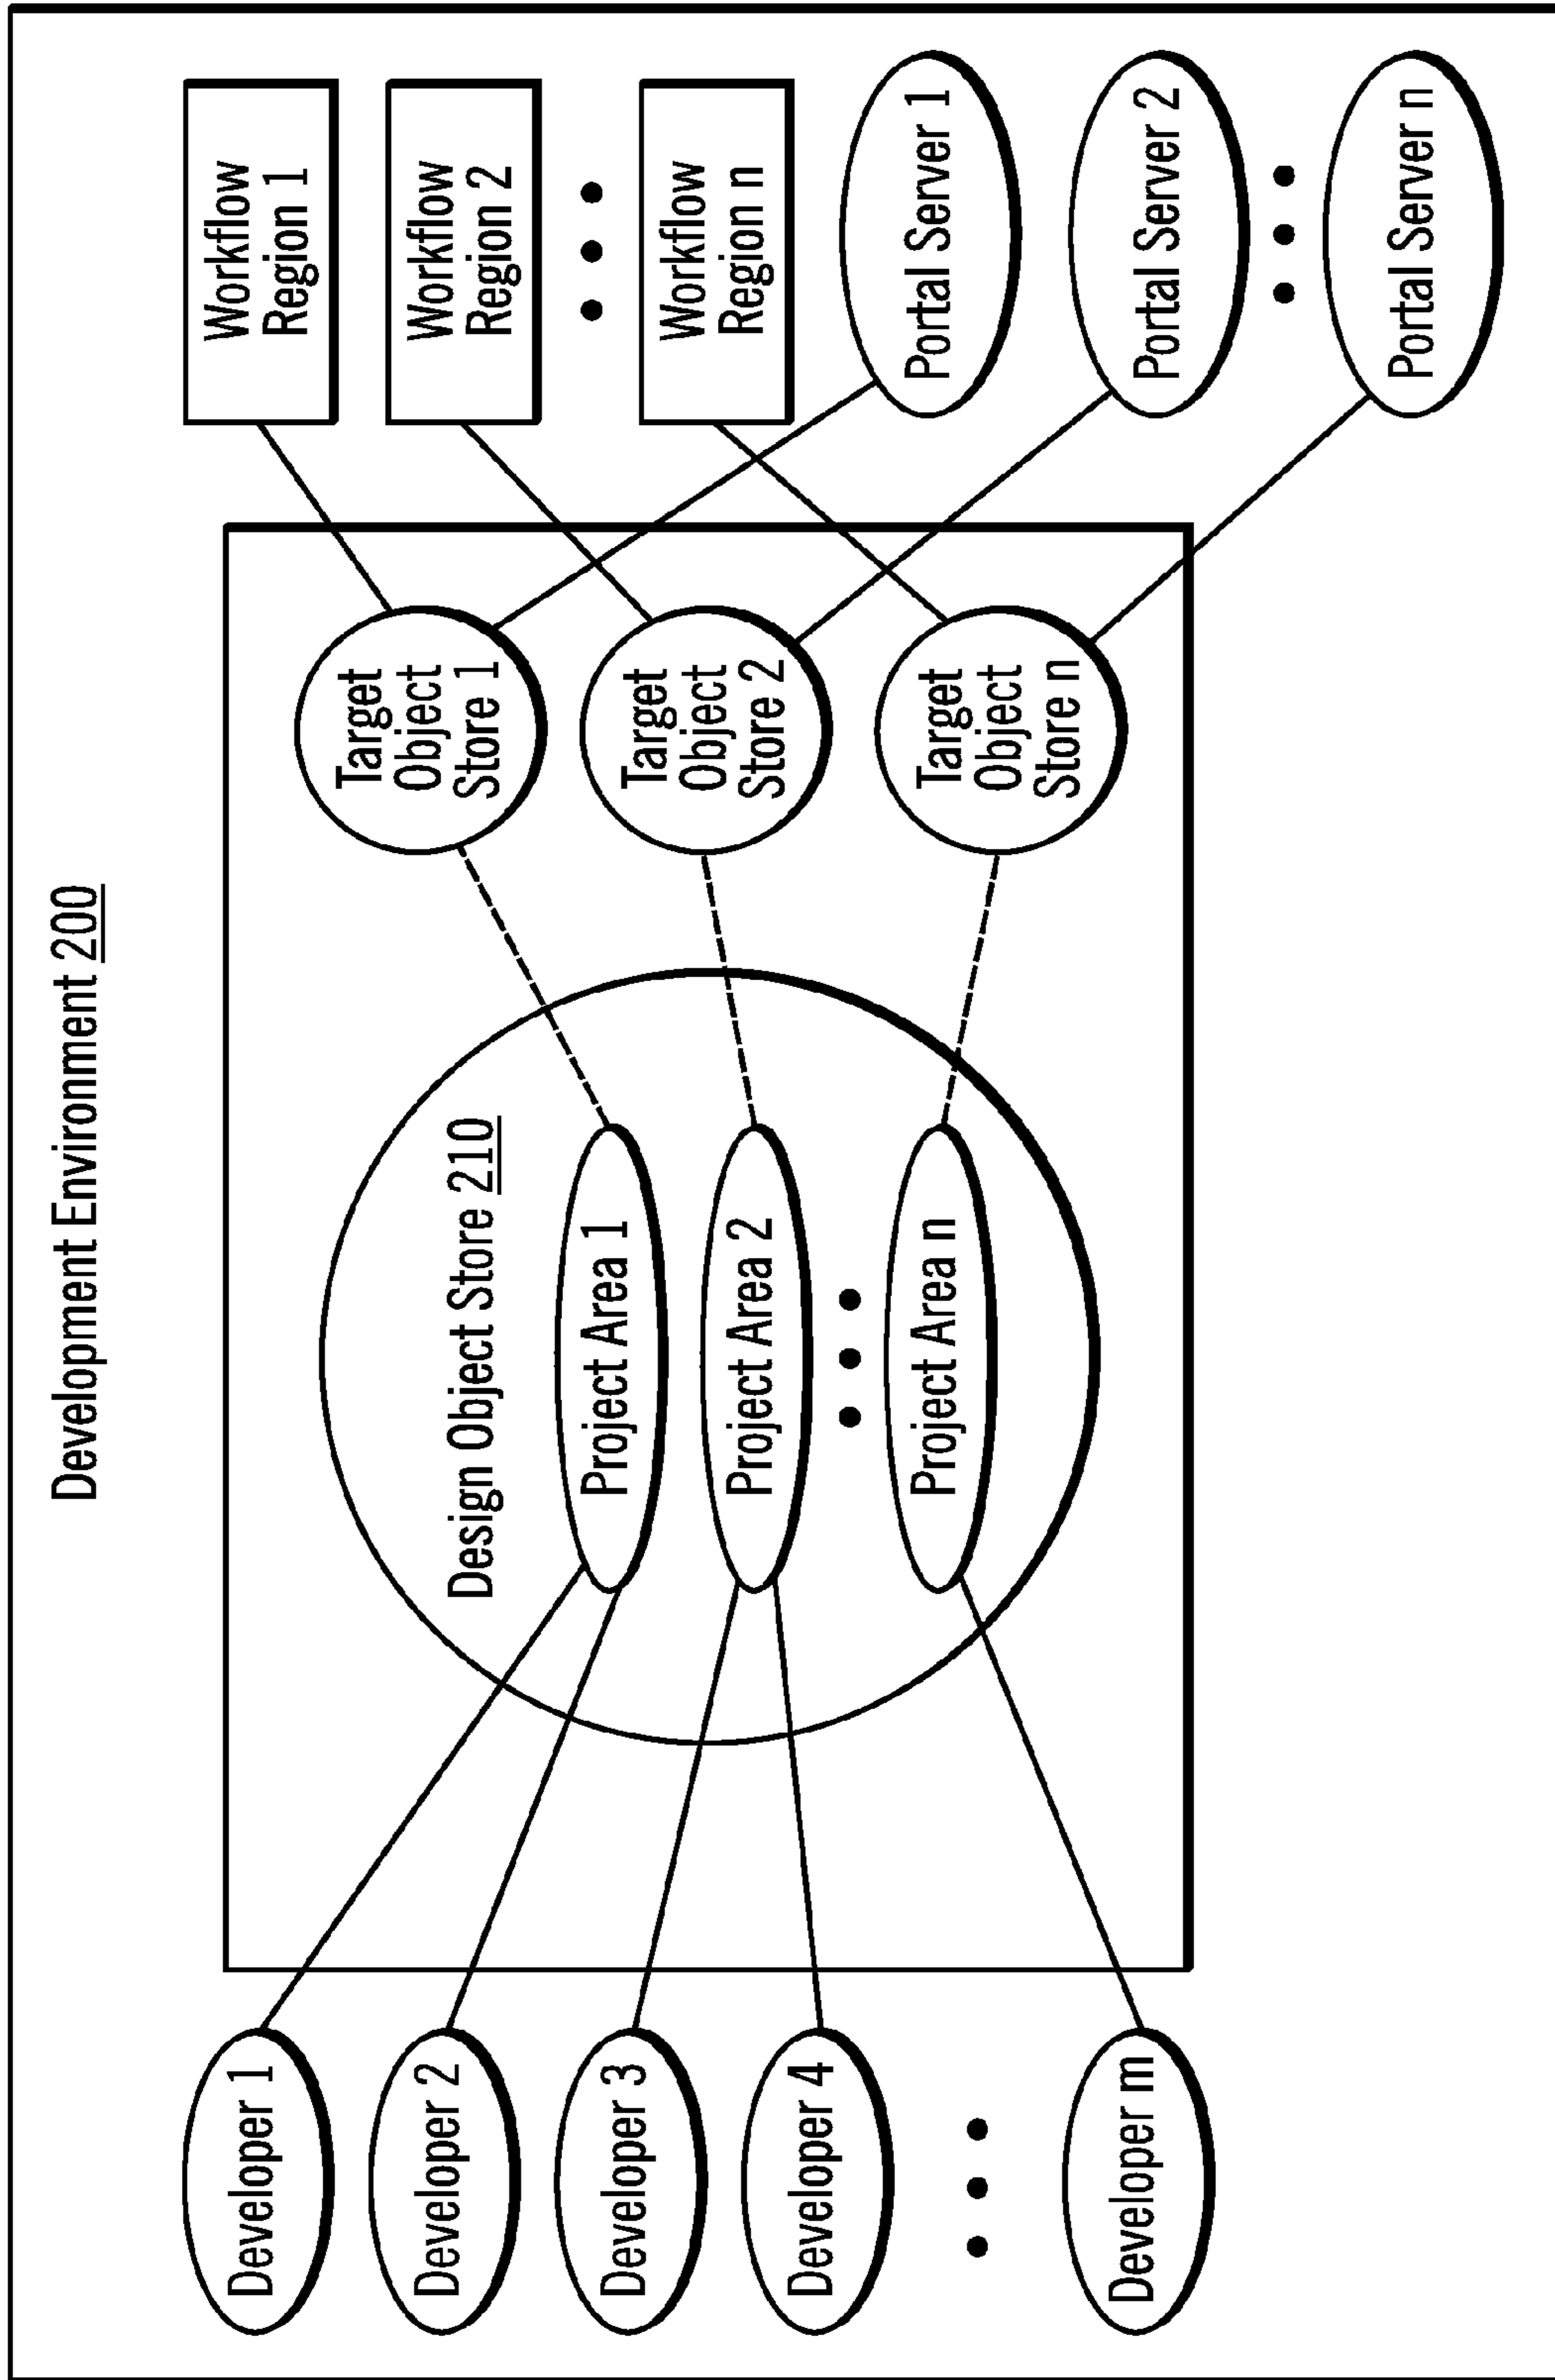 Development Environment 200
Developer 1
Developer 2
Developer 3
Developer 4
Developer m
Design Object Store 210
Project Area 1
Project Area 2
Project Area n
Target
Object
Store 1
Target
Object
Store 2
Target
Object
Store n
Workflow
Region 1
Workflow
Region 2
Workflow
Region n
Portal Server 1
Portal Server 2
Portal Server n